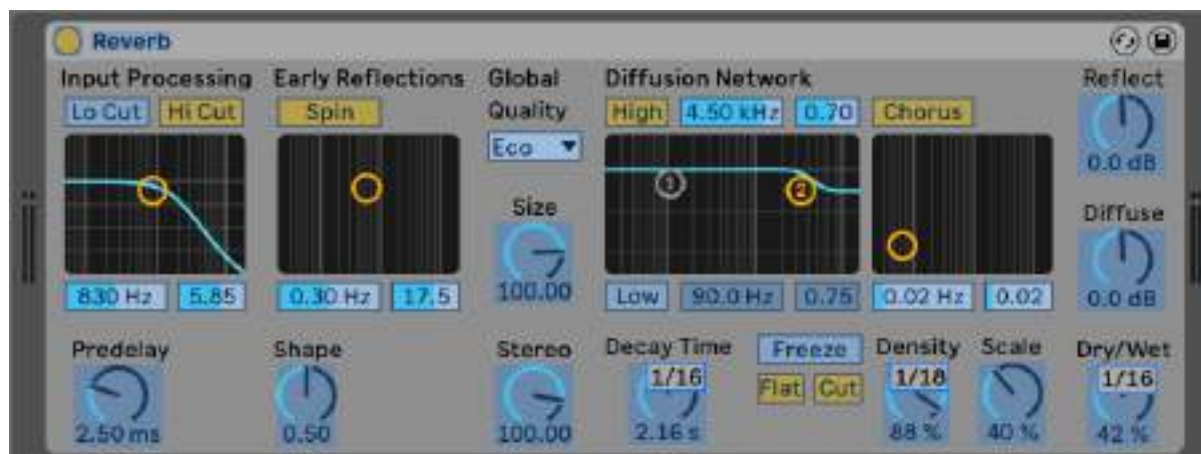 Reverb
Input Processing Early Reflections Global Diffusion Network Reflect
Lo Cut Hi Cut Spin Quality High 4.50 kHz 0.70 Chorus
Eco
0.0 dB
1 2
Size Diffuse
830 Hz 5.85 0.30 Hz 17.5 100.00 Low 90.0 Hz 0.75 0.02 Hz 0.02 0.0 dB
Predelay Shape Stereo Decay Time Freeze Density Scale Dry/Wet
1/16 Flat Cut 1/18 1/16
2.50 ms 0.50 100.00 2.16 s 88 % 40 % 42 %